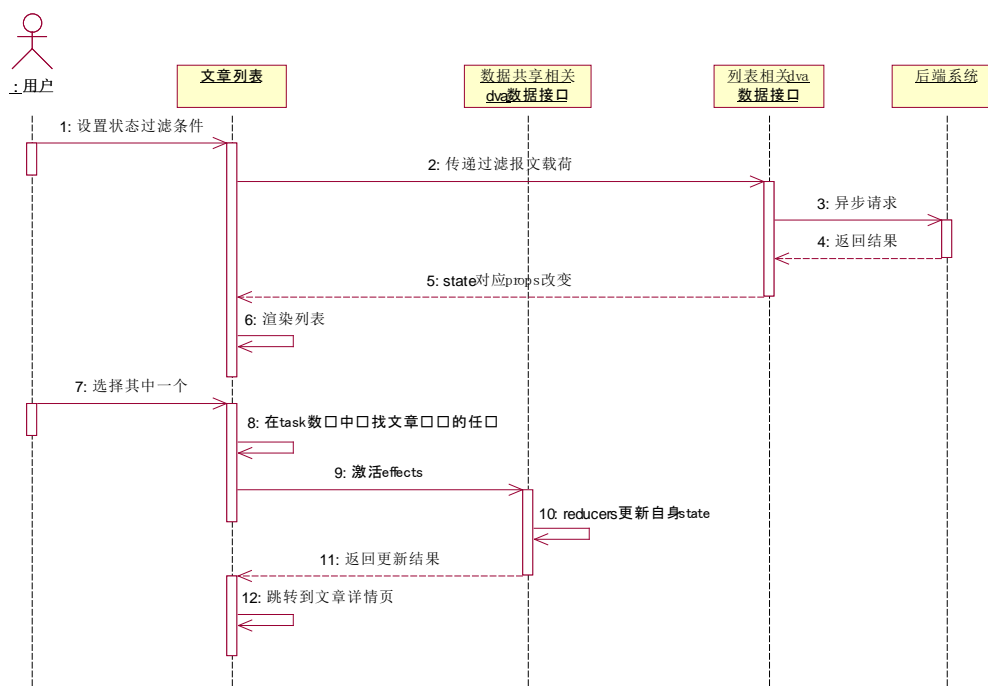 ：用户
文章列表
数据共享相关
dva数据接口
列表相关dva
数据接口
后端系统
1: 设置状态过滤条件
2: 传递过滤报文载荷
3: 异步请求
4: 返回结果
5: state对应props改变
6: 渲染列表
7: 选择其中一个
8: 在task数□中□找文章□□的任□
9: 激活effects
10: reducers更新自身state
11: 返回更新结果
12: 跳转到文章详情页